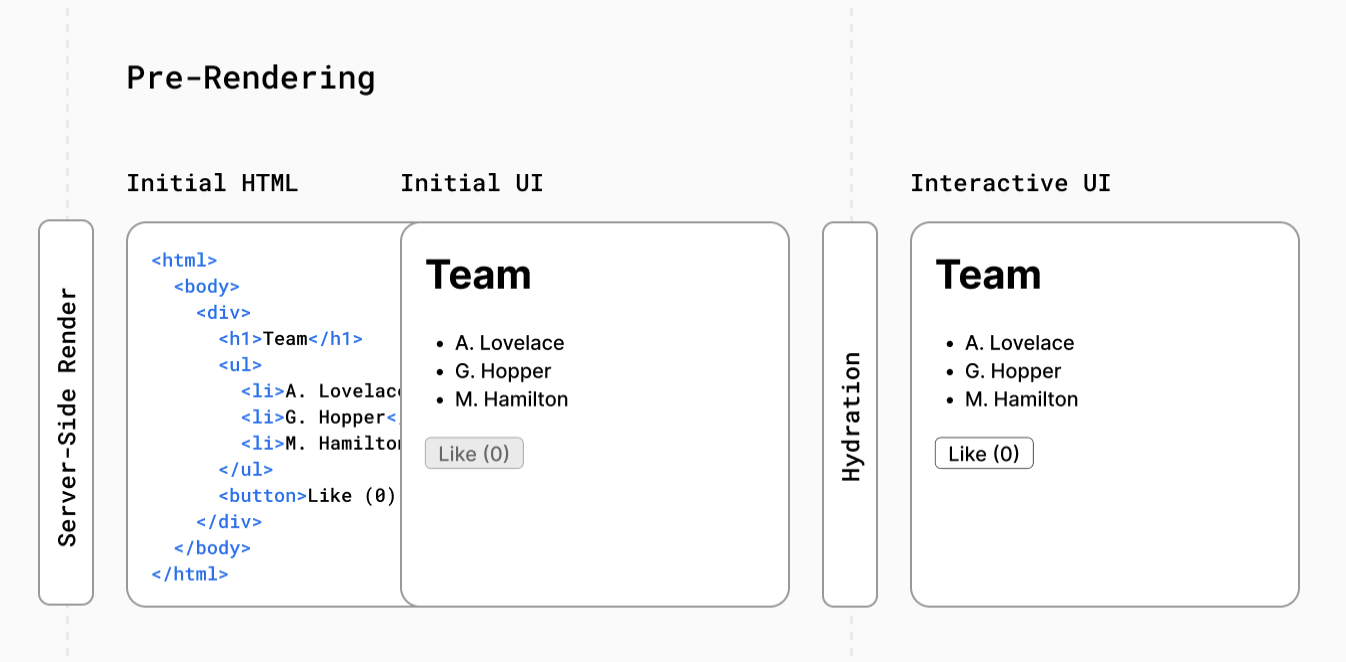 Pre-Rendering
Initial HTML
Initial UI
Interactive UI
Server-Side Render
<html>
<body>
<div>
<h1>Team</h1>
<ul>
<li>A. Lovelac
<li>G. Hopper<
<li>M. Hamilto
</ul>
<button>Like (0)
</div>
</body>
</html>
Team
• A. Lovelace
• G. Hopper
• M. Hamilton
Like (0)
Hydration
Team
• A. Lovelace
• G. Hopper
• M. Hamilton
Like (0)